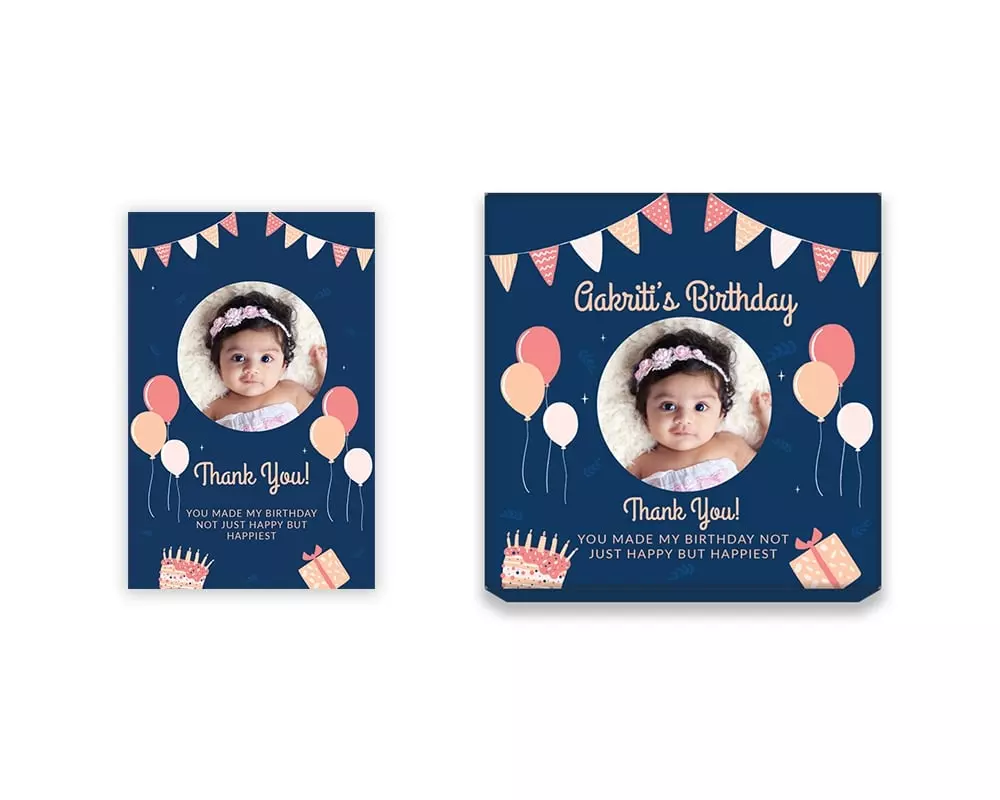 Thank You!
YOU MADE MY BIRTHDAY
NOT JUST HAPPY BUT
HAPPIEST
Aakriti's Birthday
Thank You!
YOU MADE MY BIRTHDAY NOT
JUST HAPPY BUT HAPPIEST